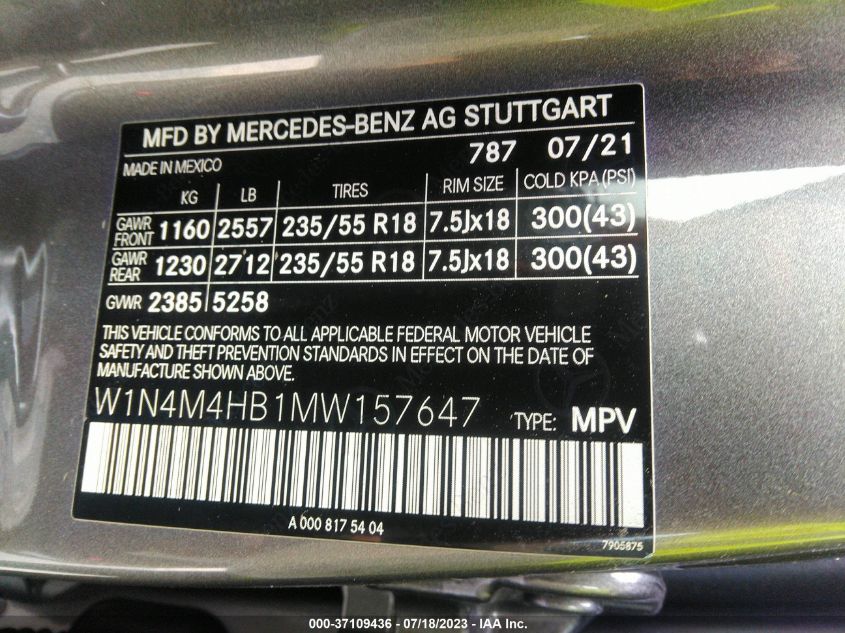 MFD BY MERCEDES-BENZ AG STUTTGART
MADE IN MEXICO 787 07/21
KG LB TIRES RIM SIZE COLD KPA (PSI)
GAWR FRONT 1160 2557 235/55 R18 7.5Jx18 300(43)
GAWR REAR 1230 2712 235/55 R18 7.5Jx18 300(43)
GVWR 2385 5258
THIS VEHICLE CONFORMS TO ALL APPLICABLE FEDERAL MOTOR VEHICLE
SAFETY AND THEFT PREVENTION STANDARDS IN EFFECT ON THE DATE OF
MANUFACTURE SHOWN ABOVE.
W1N4M4HB1MW157647 TYPE: MPV
A 000 817 54 04
7905875
000-37109436 - 07/18/2023 - IAA Inc.